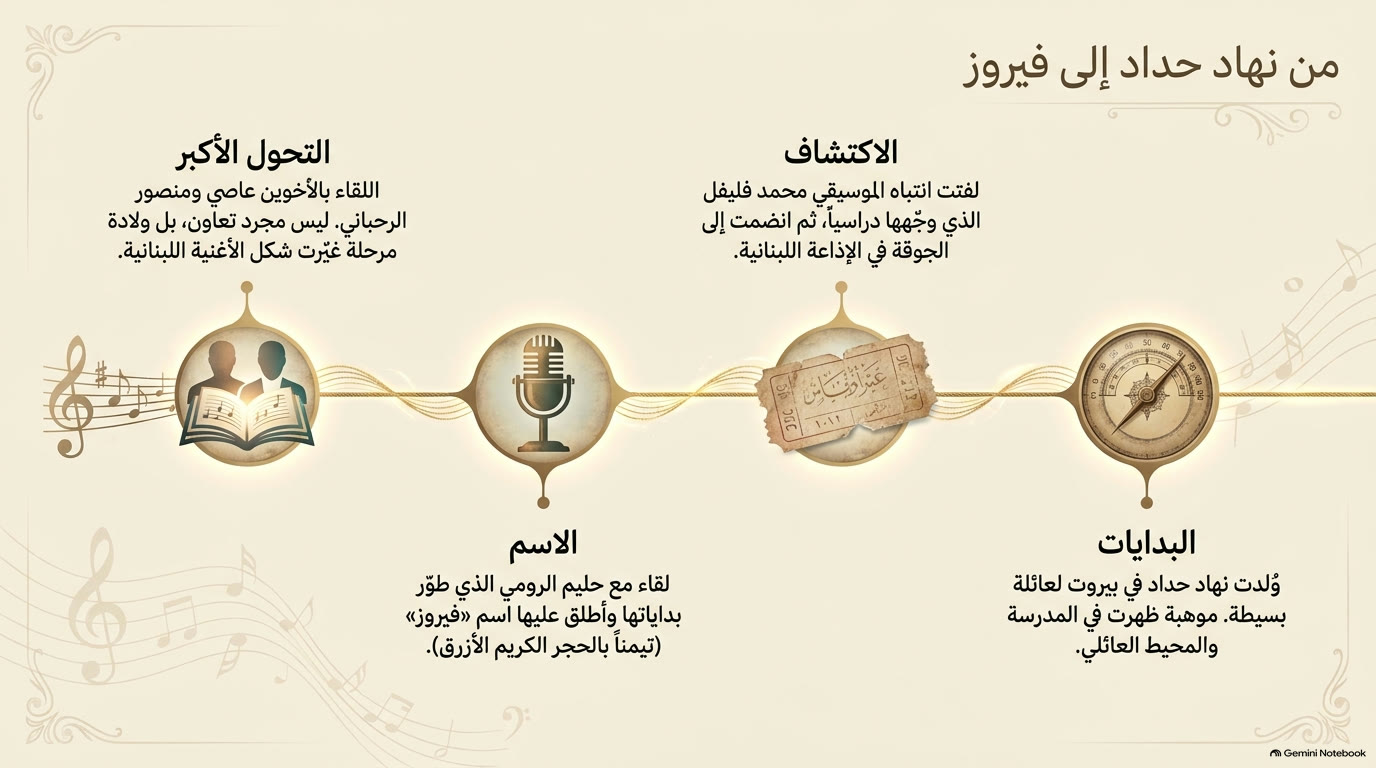 من نهاد حداد إلى فيروز
البدايات
وُلدت نهاد حداد في بيروت لعائلة
بسيطة. موهبة ظهرت في المدرسة
والمحيط العائلي.
الاكتشاف
لفتت انتباه الموسيقي محمد فليفل
الذي وجّهها دراسياً، ثم انضمت إلى
الجوقة في الإذاعة اللبنانية.
الاسم
لقاء مع حليم الرومي الذي طوّر
بداياتها وأطلق عليها اسم «فيروز»
(تيمناً بالحجر الكريم الأزرق).
التحول الأكبر
اللقاء بالأخوين عاصي ومنصور
الرحباني. ليس مجرد تعاون، بل ولادة
مرحلة غيّرت شكل الأغنية اللبنانية.
Gemini Notebook